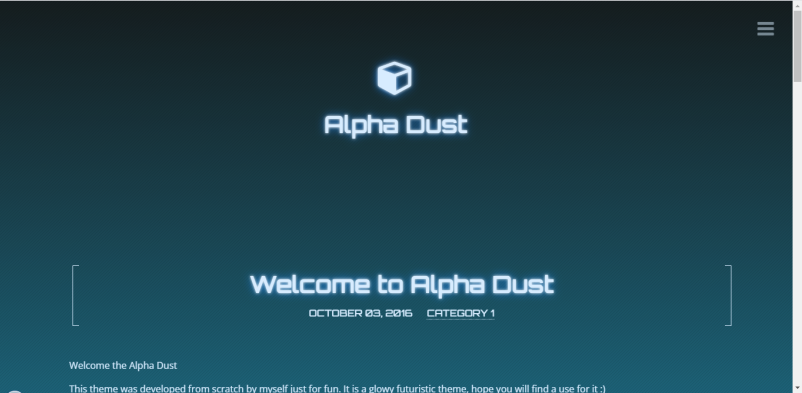 Alpha Dust
Welcome to Alpha Dust
OCTOBER 03, 2016 CATEGORY 1
Welcome the Alpha Dust
This theme was developed from scratch by myself just for fun. It is a glowy futuristic theme, hope you will find a use for it :)